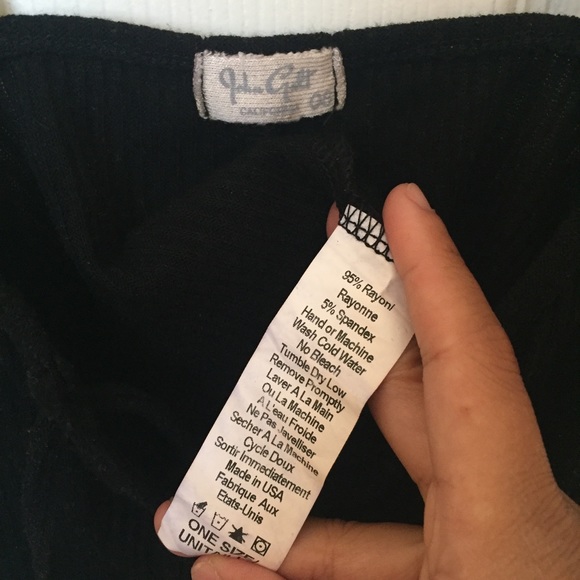 John Galt
95% Rayon/
Rayonne
5% Spandex
Hand or Machine
Wash Cold Water
No Bleach
Tumble Dry Low
Remove Promptly
Laver A La Main
Ou La Machine
A L'eau Froide
Ne Pas Javelliser
Secher A La Machine
Cycle Doux
Sortir Immediatement
Made in USA
Fabrique Aux
Etats-Unis
ONE SIZE/